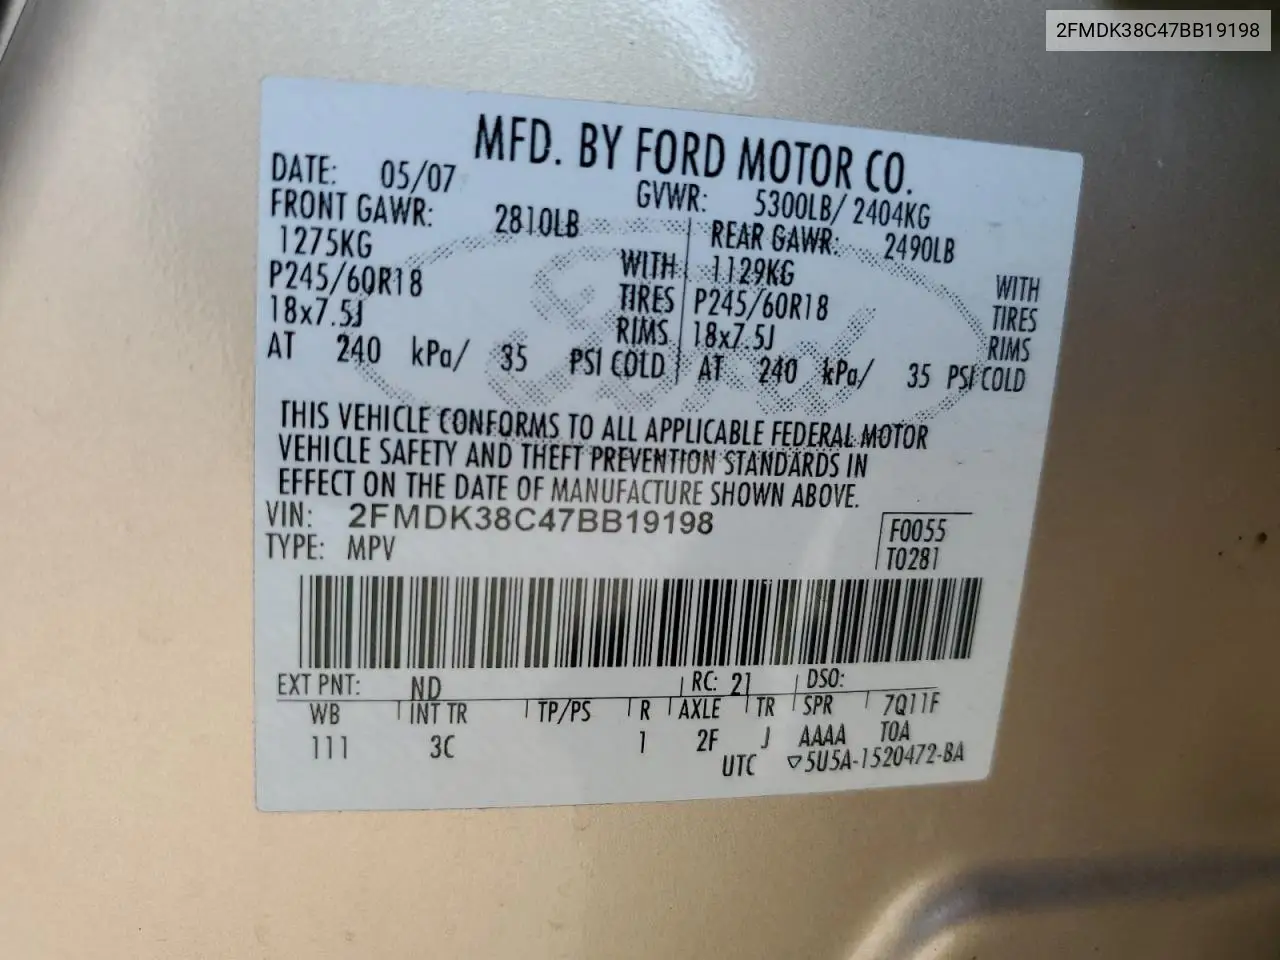 2FMDK38C47BB19198
MFD. BY FORD MOTOR CO.
DATE: 05/07 GVWR: 5300LB/ 2404KG
FRONT GAWR: 2810LB REAR GAWR: 2490LB
1275KG WITH 1129KG WITH
P245/60R18 TIRES P245/60R18 TIRES
18x7.5J RIMS 18x7.5J RIMS
AT 240 kPa/ 35 PSI COLD AT 240 kPa/ 35 PSI COLD
THIS VEHICLE CONFORMS TO ALL APPLICABLE FEDERAL MOTOR
VEHICLE SAFETY AND THEFT PREVENTION STANDARDS IN
EFFECT ON THE DATE OF MANUFACTURE SHOWN ABOVE.
VIN: 2FMDK38C47BB19198 F0055
TYPE: MPV T0281
EXT PNT: ND RC: 21 DSO:
WB INT TR TP/PS R AXLE TR SPR 7Q11F
111 3C 1 2F J AAAA TOA
UTC ▽5U5A-1520472-BA